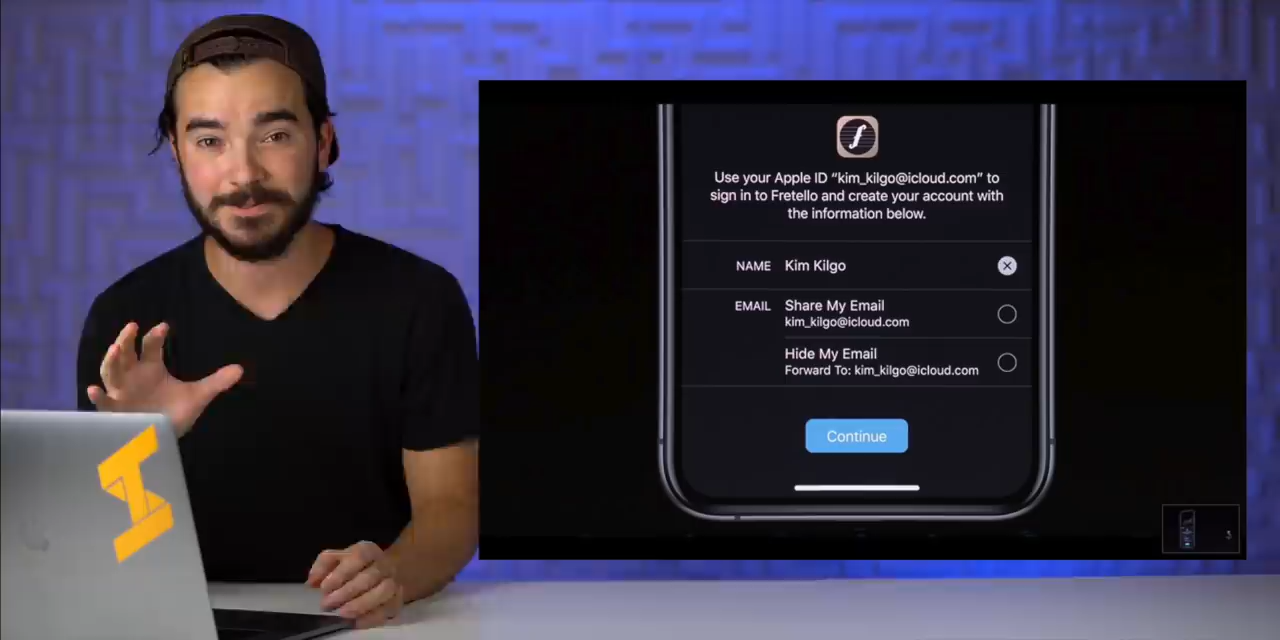 Use your Apple ID “kim_kilgo@icloud.com” to
sign in to Fretello and create your account with
the information below.
NAME Kim Kilgo
EMAIL Share My Email
kim_kilgo@icloud.com
Hide My Email
Forward To: kim_kilgo@icloud.com
Continue